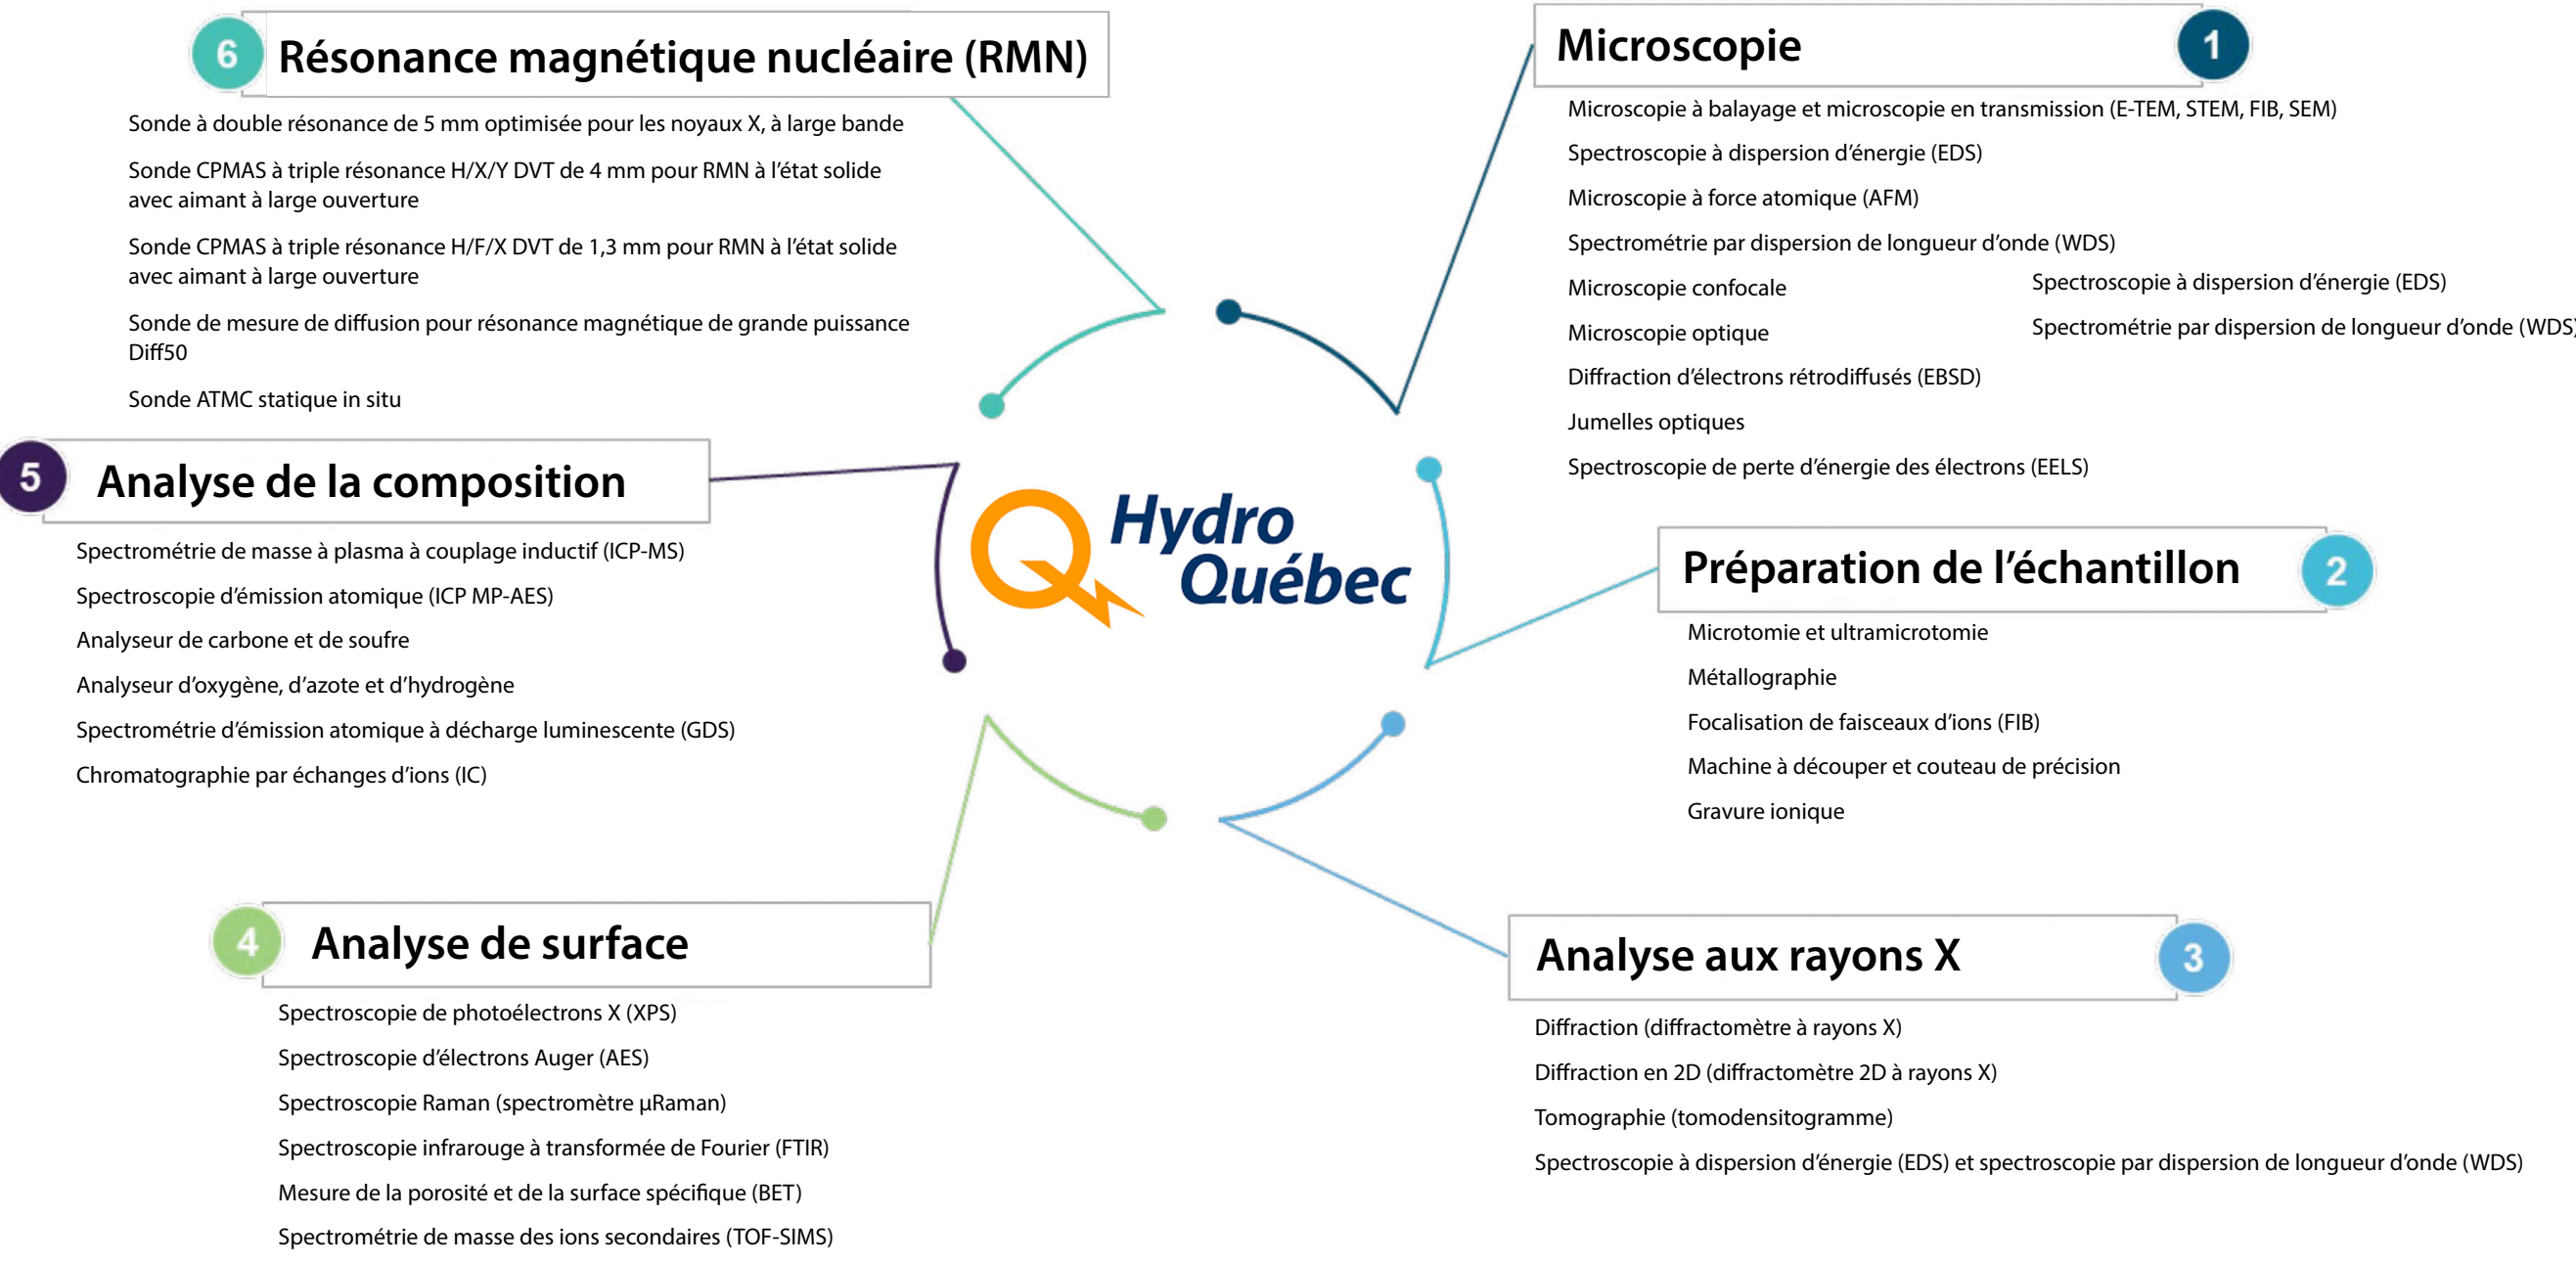 1
Microscopie
Microscopie à balayage et microscopie en transmission (E-TEM, STEM, FIB, SEM)
Spectroscopie à dispersion d’énergie (EDS)
Microscopie à force atomique (AFM)
Spectrométrie par dispersion de longueur d’onde (WDS)
Microscopie confocale
Microscopie optique
Diffraction d’électrons rétrodiffusés (EBSD)
Jumelles optiques
Spectroscopie de perte d’énergie des électrons (EELS)
Spectroscopie à dispersion d’énergie (EDS)
Spectrométrie par dispersion de longueur d’onde (WDS)
2
Préparation de l’échantillon
Microtomie et ultramicrotomie
Métallographie
Focalisation de faisceaux d’ions (FIB)
Machine à découper et couteau de précision
Gravure ionique
3
Analyse aux rayons X
Diffraction (diffractomètre à rayons X)
Diffraction en 2D (diffractomètre 2D à rayons X)
Tomographie (tomodensitogramme)
Spectroscopie à dispersion d’énergie (EDS) et spectroscopie par dispersion de longueur d’onde (WDS)
4
Analyse de surface
Spectroscopie de photoélectrons X (XPS)
Spectroscopie d’électrons Auger (AES)
Spectroscopie Raman (spectromètre µRaman)
Spectroscopie infrarouge à transformée de Fourier (FTIR)
Mesure de la porosité et de la surface spécifique (BET)
Spectrométrie de masse des ions secondaires (TOF-SIMS)
5
Analyse de la composition
Spectrométrie de masse à plasma à couplage inductif (ICP-MS)
Spectroscopie d’émission atomique (ICP MP-AES)
Analyseur de carbone et de soufre
Analyseur d’oxygène, d’azote et d’hydrogène
Spectrométrie d’émission atomique à décharge luminescente (GDS)
Chromatographie par échanges d’ions (IC)
6
Résonance magnétique nucléaire (RMN)
Sonde à double résonance de 5 mm optimisée pour les noyaux X, à large bande
Sonde CPMAS à triple résonance H/X/Y DVT de 4 mm pour RMN à l’état solide
avec aimant à large ouverture
Sonde CPMAS à triple résonance H/F/X DVT de 1,3 mm pour RMN à l’état solide
avec aimant à large ouverture
Sonde de mesure de diffusion pour résonance magnétique de grande puissance
Diff50
Sonde ATMC statique in situ
Hydro
Québec